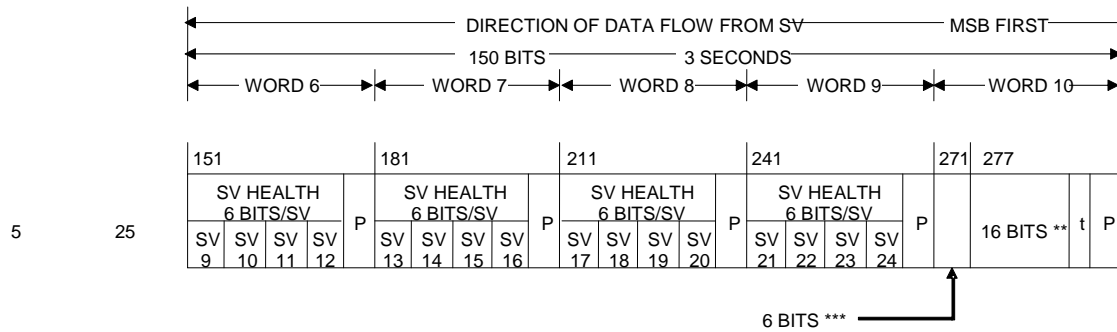 DIRECTION OF DATA FLOW FROM SV MSB FIRST
150 BITS 3 SECONDS
WORD 6 WORD 7 WORD 8 WORD 9 WORD 10
151 181 211 241 271 277
SV HEALTH SV HEALTH SV HEALTH SV HEALTH
6 BITS/SV P 6 BITS/SV P 6 BITS/SV P 6 BITS/SV P
5 25 16 BITS ** t P
SV SV SV SV SV SV SV SV SV SV SV SV SV SV SV SV
9 10 11 12 13 14 15 16 17 18 19 20 21 22 23 24
6 BITS ***